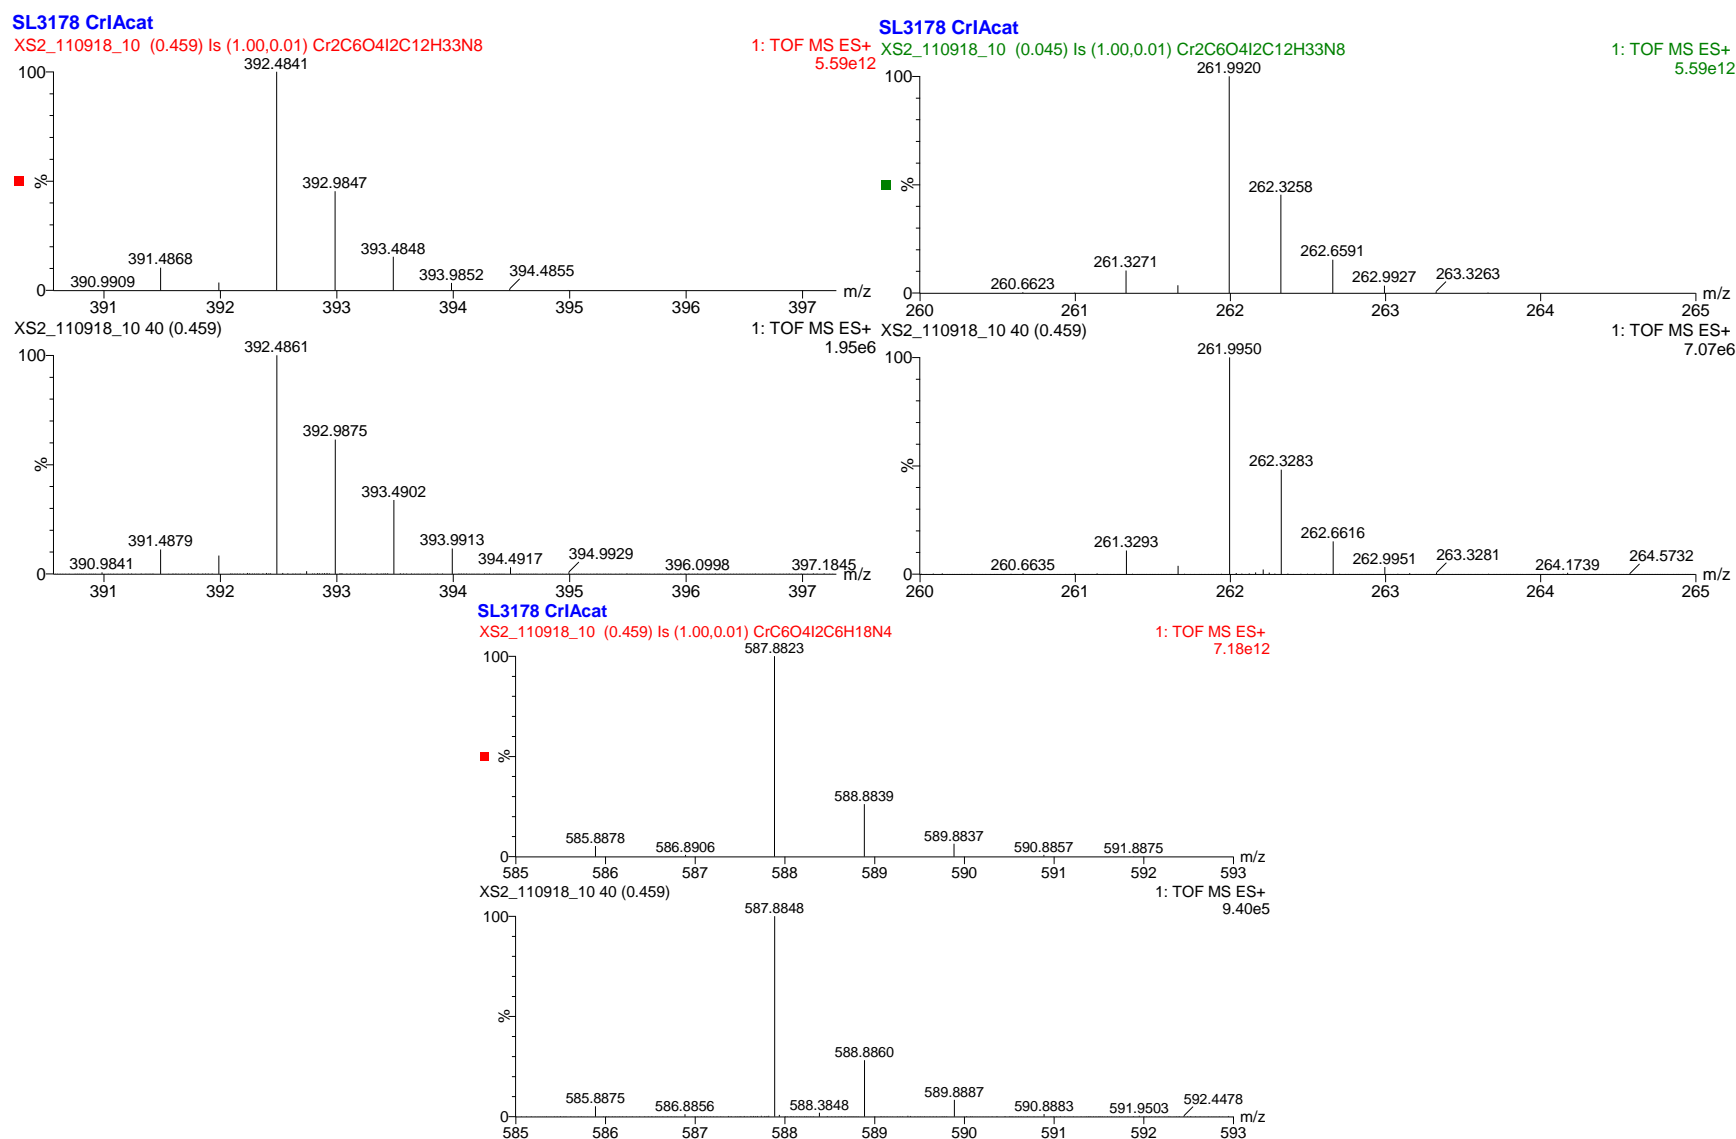 SL3178 CrIAcat
XS2_110918_10 (0.459) Is (1.00,0.01) Cr2C6O4I2C12H33N8
1: TOF MS ES+
5.59e12
100
%
0
392.4841
392.9847
393.4848
391.4868
390.9909
393.9852
394.4855
391 392 393 394 395 396 397
m/z
XS2_110918_10 40 (0.459)
1: TOF MS ES+
1.95e6
100
%
0
392.4861
392.9875
393.4902
391.4879
390.9841
393.9913
394.4917
394.9929
396.0998
397.1845
391 392 393 394 395 396 397
m/z
SL3178 CrIAcat
XS2_110918_10 (0.045) Is (1.00,0.01) Cr2C6O4I2C12H33N8
1: TOF MS ES+
5.59e12
100
%
0
261.9920
262.3258
262.6591
261.3271
260.6623
262.9927
263.3263
260 261 262 263 264 265
m/z
XS2_110918_10 40 (0.459)
1: TOF MS ES+
7.07e6
100
%
0
261.9950
262.3283
262.6616
261.3293
260.6635
262.9951
263.3281
264.1739
264.5732
260 261 262 263 264 265
m/z
SL3178 CrIAcat
XS2_110918_10 (0.459) Is (1.00,0.01) CrC6O4I2C6H18N4
1: TOF MS ES+
7.18e12
100
%
0
587.8823
588.8839
585.8878
586.8906
589.8837
590.8857
591.8875
585 586 587 588 589 590 591 592 593
m/z
XS2_110918_10 40 (0.459)
1: TOF MS ES+
9.40e5
100
%
0
587.8848
588.8860
585.8875
586.8856
588.3848
589.8887
590.8883
591.9503
592.4478
585 586 587 588 589 590 591 592 593
m/z